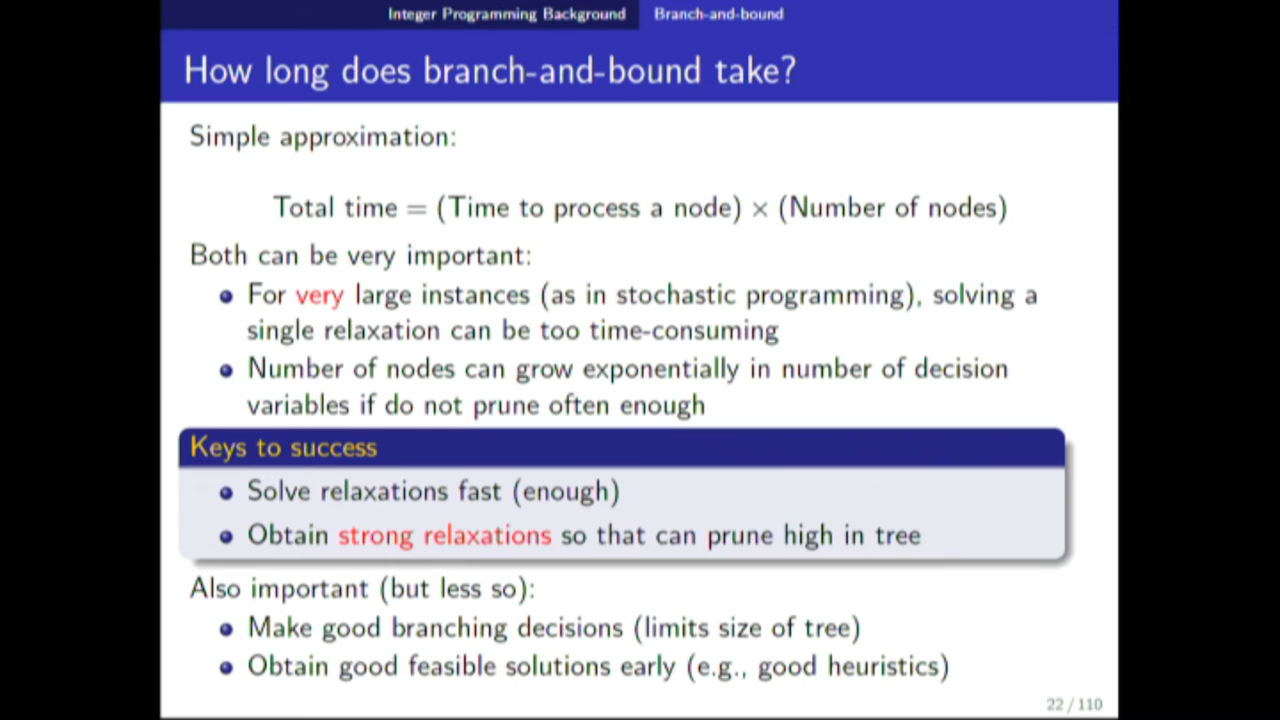 Integer Programming Background Branch-and-bound
How long does branch-and-bound take?
Simple approximation:
Total time = (Time to process a node) × (Number of nodes)
Both can be very important:
For very large instances (as in stochastic programming), solving a
single relaxation can be too time-consuming
Number of nodes can grow exponentially in number of decision
variables if do not prune often enough
Keys to success
Solve relaxations fast (enough)
Obtain strong relaxations so that can prune high in tree
Also important (but less so):
Make good branching decisions (limits size of tree)
Obtain good feasible solutions early (e.g., good heuristics)
22 / 110